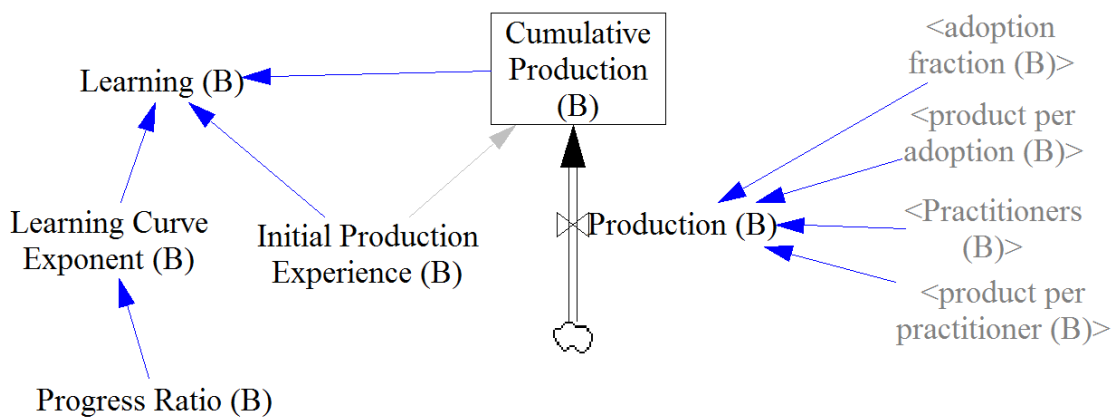 Cumulative
Production
(B)
Learning (B)
<adoption
fraction (B)>
<product per
adoption (B)>
Learning Curve
Exponent (B)
Initial Production
Experience (B)
Production (B)
<Practitioners
(B)>
<product per
practitioner (B)>
Progress Ratio (B)